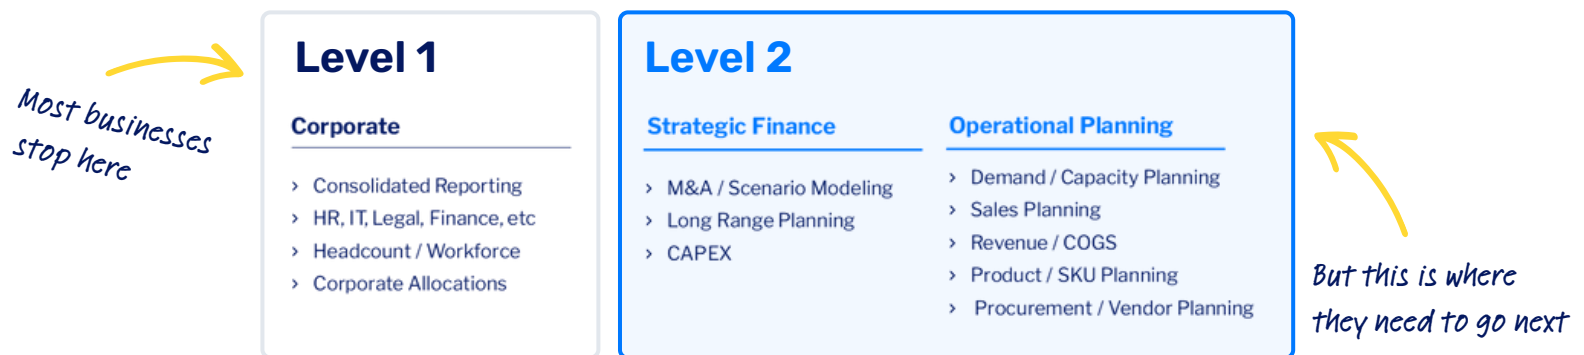 Most businesses
stop here
Level 1
Corporate
Consolidated Reporting
HR, IT, Legal, Finance, etc
Headcount / Workforce
Corporate Allocations
Level 2
Strategic Finance
M&A / Scenario Modeling
Long Range Planning
CAPEX
Operational Planning
Demand / Capacity Planning
Sales Planning
Revenue / COGS
Product / SKU Planning
Procurement / Vendor Planning
But this is where
they need to go next